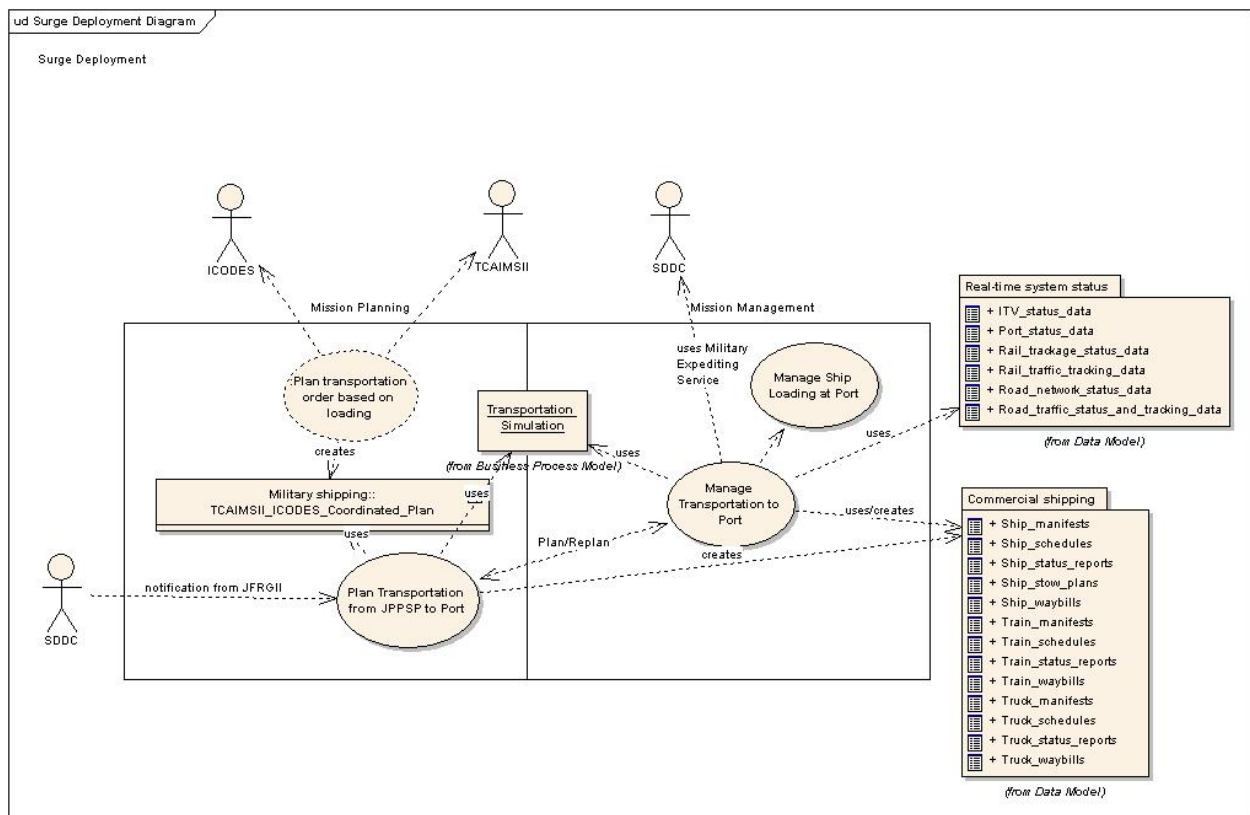 ud Surge Deployment Diagram
Surge Deployment
ICODES
TCAIMSII
SDDC
Mission Planning
Mission Management
Plan transportation
order based on
loading
creates
Military shipping::
TCAIMSII_ICODES_Coordinated_Plan
uses
Transportation
Simulation
(from Business Process Model)
uses
uses
uses Military
Expediting
Service
Manage Ship
Loading at Port
uses
Manage
Transportation to
Port
Plan/Replan
uses/creates
creates
SDDC
notification from JFRGII
Plan Transportation
from JPPSP to Port
Real-time system status
+ ITV_status_data
+ Port_status_data
+ Rail_trackage_status_data
+ Rail_traffic_tracking_data
+ Road_network_status_data
+ Road_traffic_status_and_tracking_data
(from Data Model)
Commercial shipping
+ Ship_manifests
+ Ship_schedules
+ Ship_status_reports
+ Ship_stow_plans
+ Ship_waybills
+ Train_manifests
+ Train_schedules
+ Train_status_reports
+ Train_waybills
+ Truck_manifests
+ Truck_schedules
+ Truck_status_reports
+ Truck_waybills
(from Data Model)